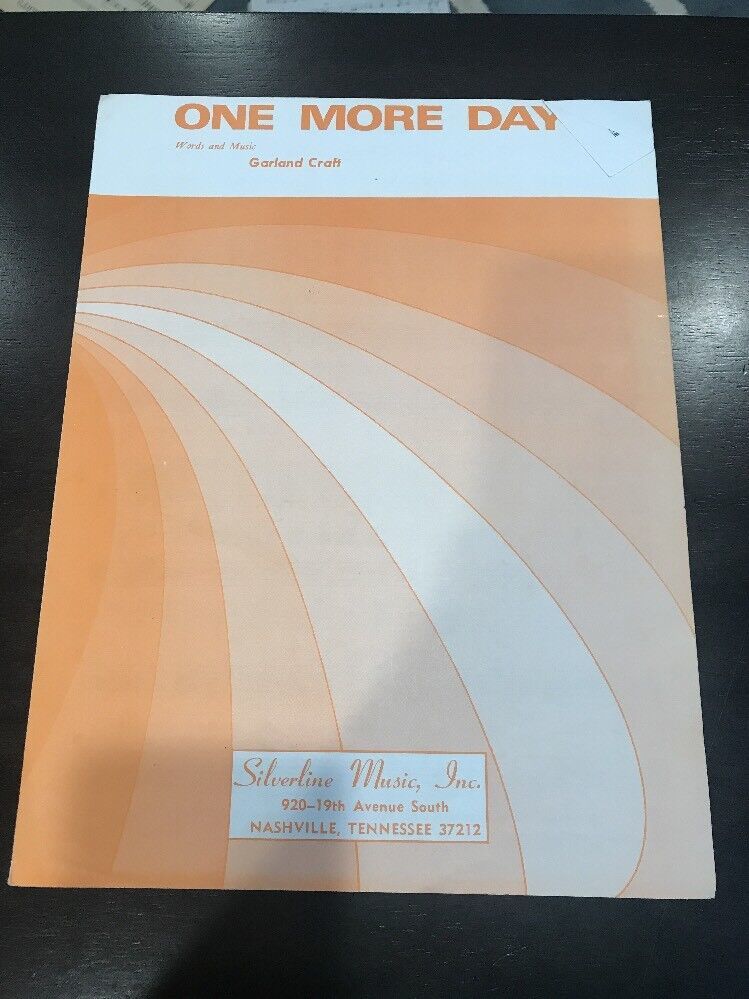 ONE MORE DAY
Words and Music
Garland Craft
Silverline Music, Inc.
920–19th Avenue South
NASHVILLE, TENNESSEE 37212